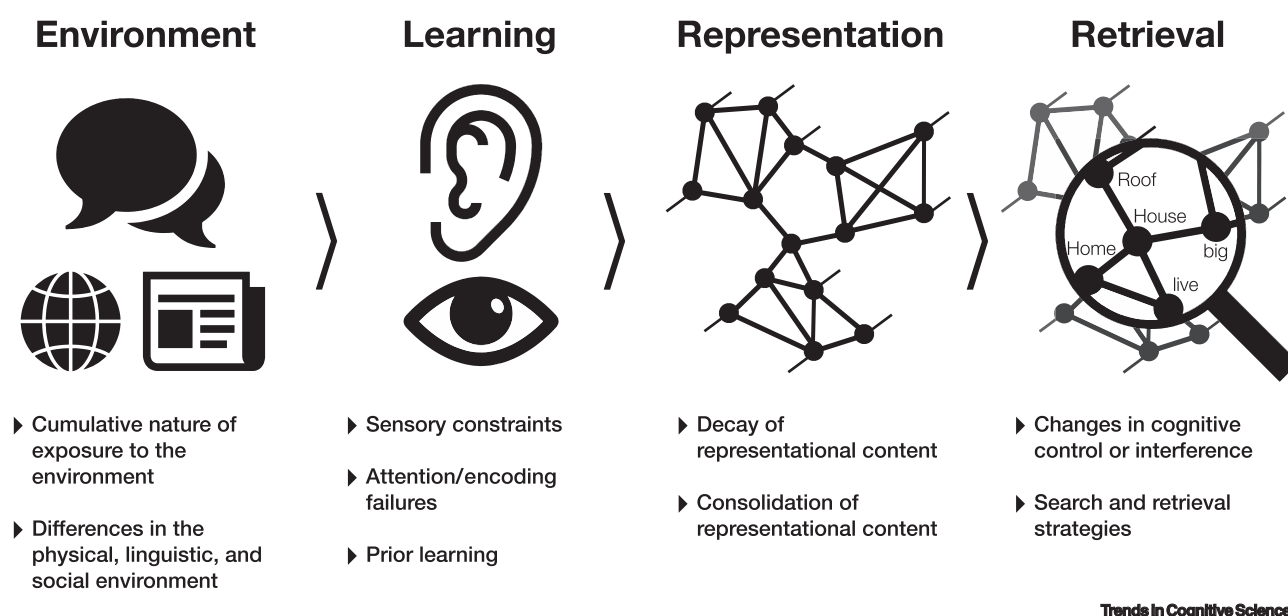 Environment
Learning
Representation
Retrieval
Roof
House
Home
big
live
Cumulative nature of
exposure to the
environment
Differences in the
physical, linguistic, and
social environment
Sensory constraints
Attention/encoding
failures
Prior learning
Decay of
representational content
Consolidation of
representational content
Changes in cognitive
control or interference
Search and retrieval
strategies
Trends in Cognitive Science